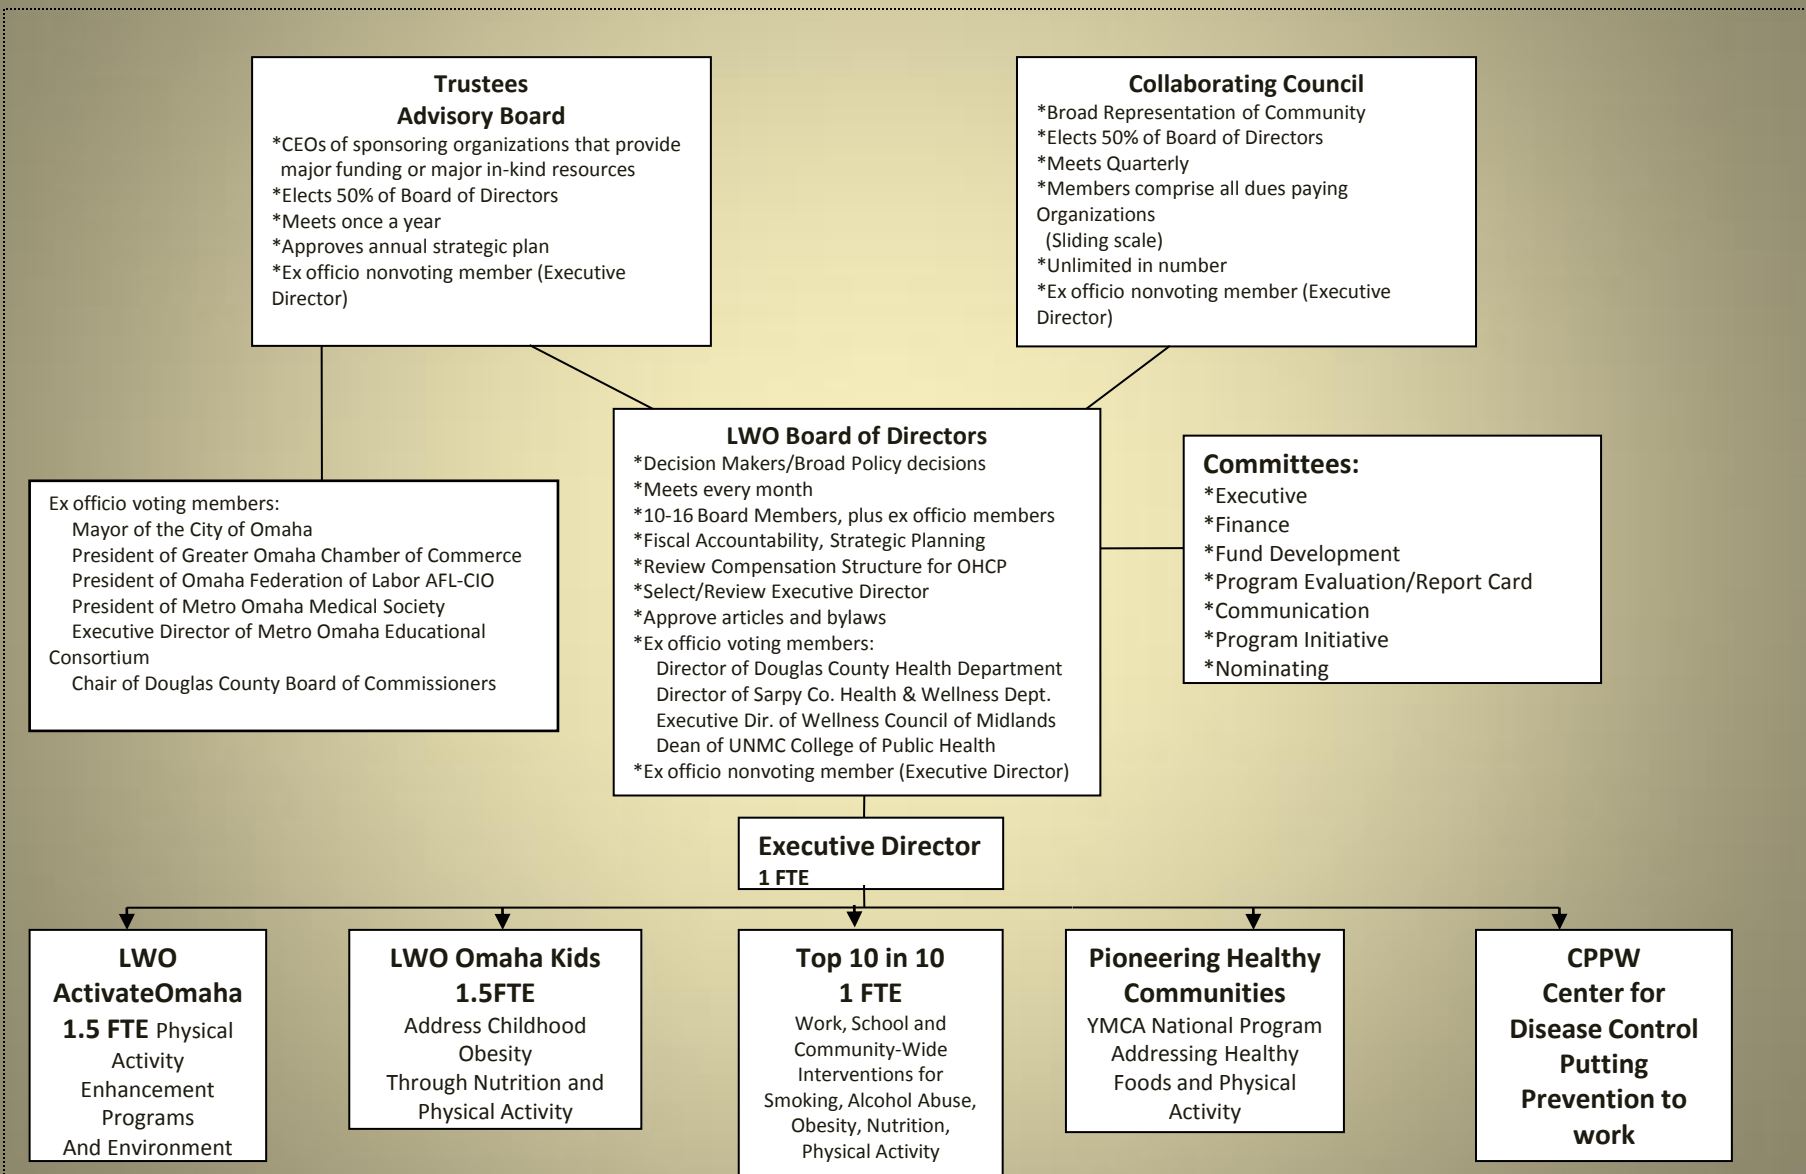 Trustees
Advisory Board
*CEOs of sponsoring organizations that provide
major funding or major in-kind resources
*Elects 50% of Board of Directors
*Meets once a year
*Approves annual strategic plan
*Ex officio nonvoting member (Executive
Director)
Collaborating Council
*Broad Representation of Community
*Elects 50% of Board of Directors
*Meets Quarterly
*Members comprise all dues paying
Organizations
(Sliding scale)
*Unlimited in number
*Ex officio nonvoting member (Executive
Director)
Ex officio voting members:
Mayor of the City of Omaha
President of Greater Omaha Chamber of Commerce
President of Omaha Federation of Labor AFL-CIO
President of Metro Omaha Medical Society
Executive Director of Metro Omaha Educational
Consortium
Chair of Douglas County Board of Commissioners
LWO Board of Directors
*Decision Makers/Broad Policy decisions
*Meets every month
*10-16 Board Members, plus ex officio members
*Fiscal Accountability, Strategic Planning
*Review Compensation Structure for OHCP
*Select/Review Executive Director
*Approve articles and bylaws
*Ex officio voting members:
Director of Douglas County Health Department
Director of Sarpy Co. Health & Wellness Dept.
Executive Dir. of Wellness Council of Midlands
Dean of UNMC College of Public Health
*Ex officio nonvoting member (Executive Director)
Committees:
*Executive
*Finance
*Fund Development
*Program Evaluation/Report Card
*Communication
*Program Initiative
*Nominating
Executive Director
1 FTE
LWO
ActivateOmaha
1.5 FTE Physical
Activity
Enhancement
Programs
And Environment
LWO Omaha Kids
1.5FTE
Address Childhood
Obesity
Through Nutrition and
Physical Activity
Top 10 in 10
1 FTE
Work, School and
Community-Wide
Interventions for
Smoking, Alcohol Abuse,
Obesity, Nutrition,
Physical Activity
Pioneering Healthy
Communities
YMCA National Program
Addressing Healthy
Foods and Physical
Activity
CPPW
Center for
Disease Control
Putting
Prevention to
work